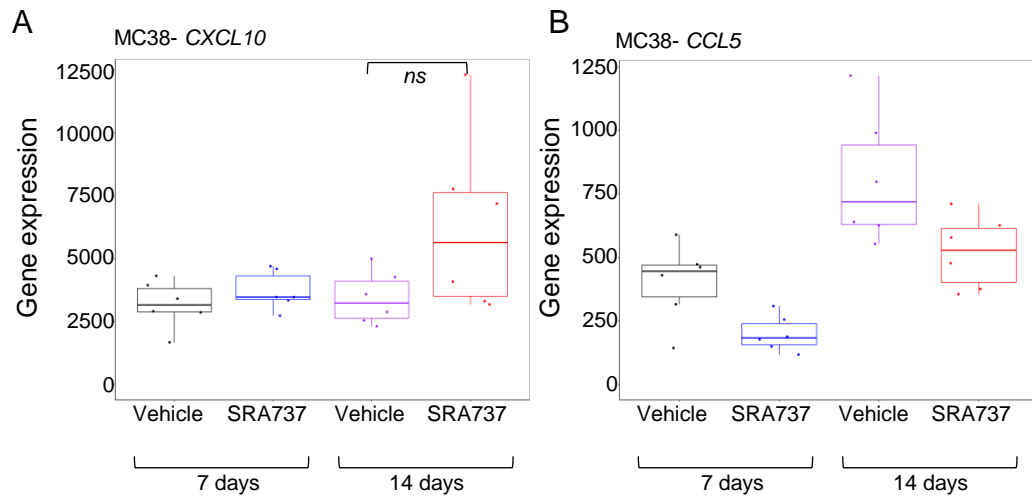 A
MC38- CXCL10
Gene expression
12500
10000
7500
5000
2500
0
ns
Vehicle SRA737 Vehicle SRA737
7 days 14 days
B
MC38- CCL5
Gene expression
1250
1000
750
500
250
0
Vehicle SRA737 Vehicle SRA737
7 days 14 days